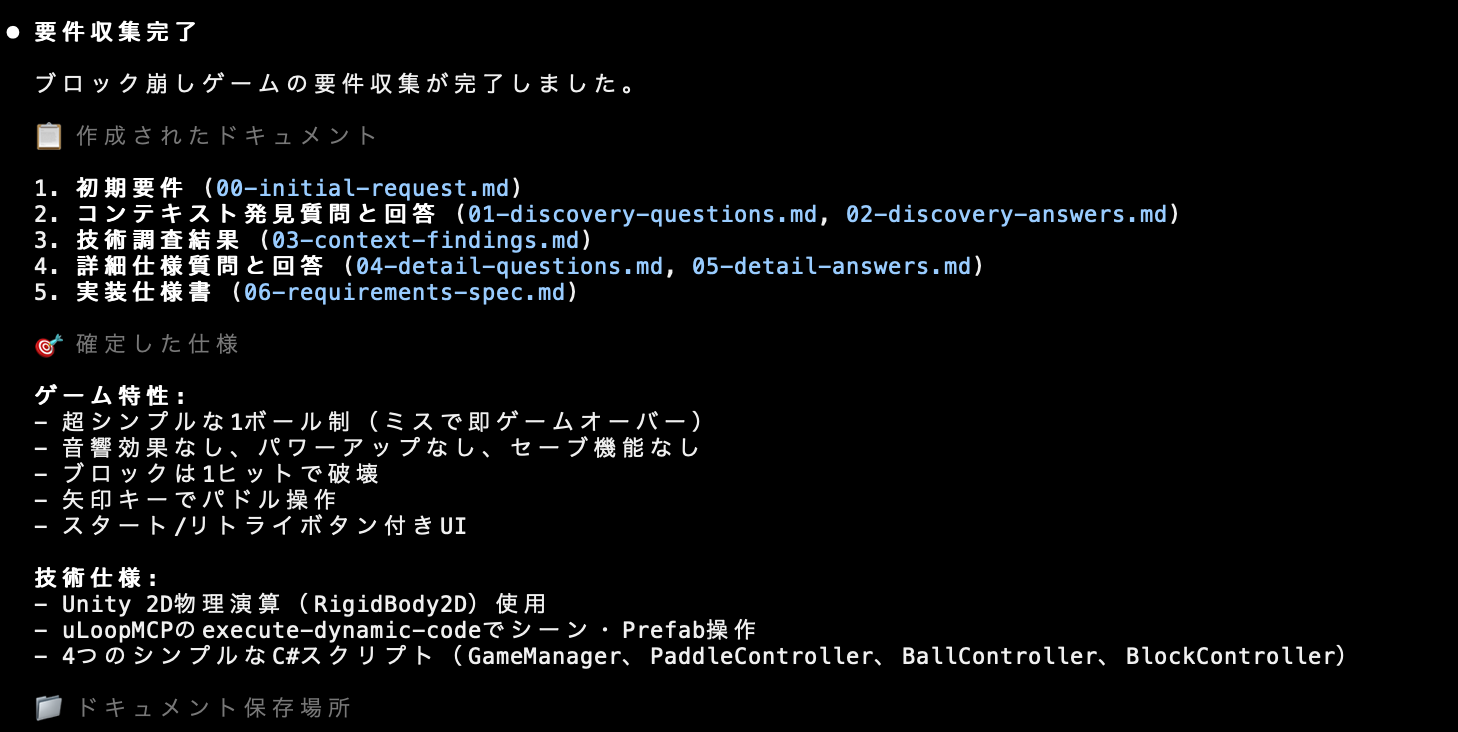 ● 要件収集完了
ブロック崩しゲームの要件収集が完了しました。
📋 作成されたドキュメント
1. 初期要件 (00-initial-request.md)
2. コンテキスト発見質問と回答 (01-discovery-questions.md, 02-discovery-answers.md)
3. 技術調査結果 (03-context-findings.md)
4. 詳細仕様質問と回答 (04-detail-questions.md, 05-detail-answers.md)
5. 実装仕様書 (06-requirements-spec.md)
🎯 確定した仕様
ゲーム特性:
- 超シンプルな1ボール制（ミスで即ゲームオーバー）
- 音響効果なし、パワーアップなし、セーブ機能なし
- ブロックは1ヒットで破壊
- 矢印キーでパドル操作
- スタート/リトライボタン付きUI
技術仕様:
- Unity 2D物理演算（RigidBody2D）使用
- uLoopMCPのexecute-dynamic-codeでシーン・Prefab操作
- 4つのシンプルなC#スクリプト（GameManager、PaddleController、BallController、BlockController）
📁 ドキュメント保存場所